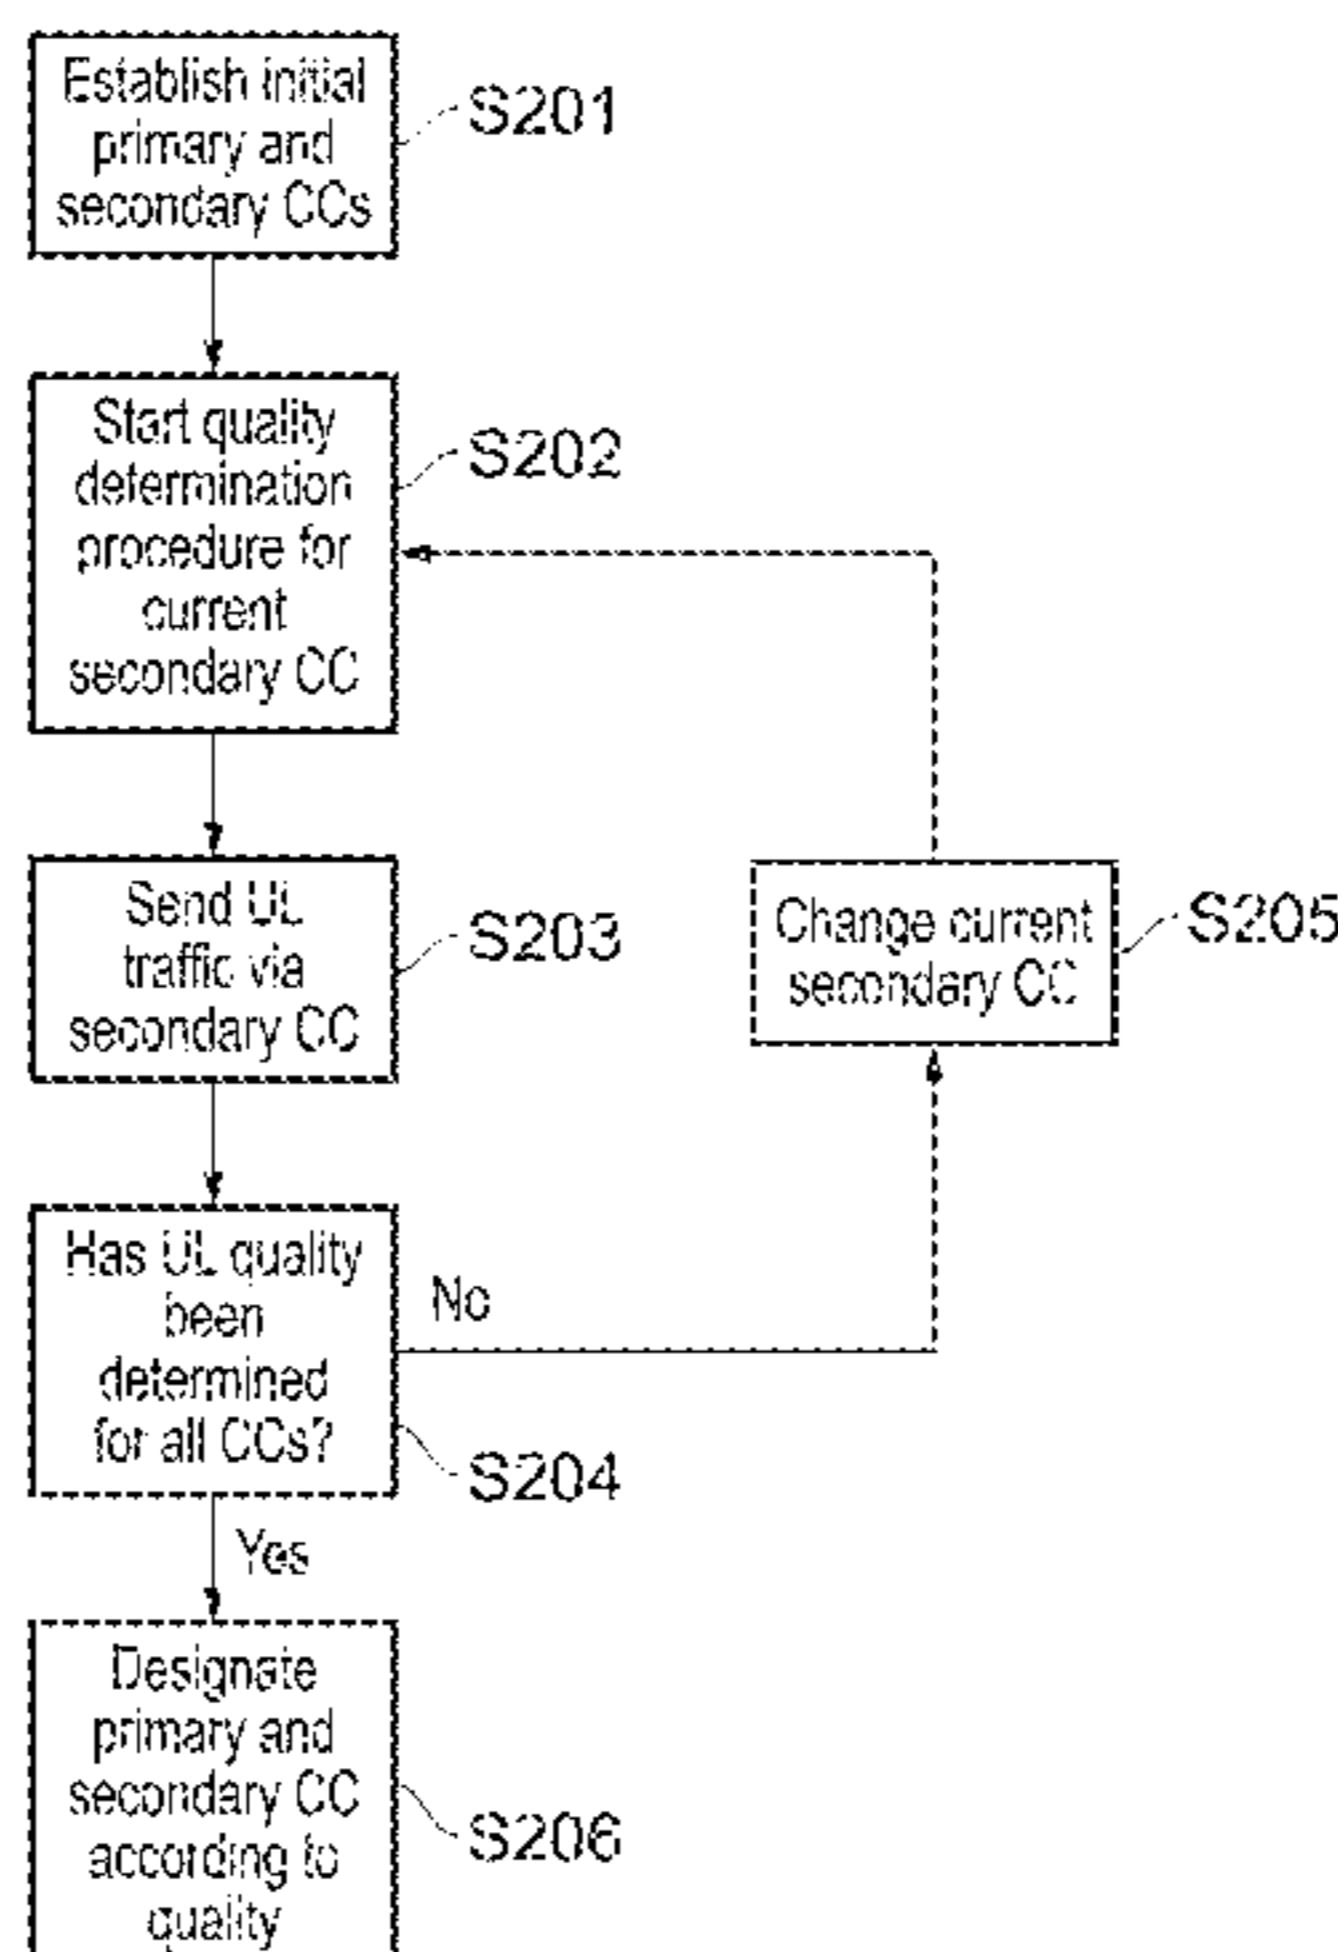 Establish initial
primary and
secondary CCs
S201
Start quality
determination
procedure for
current
secondary CC
S202
Send UL
traffic via
secondary CC
S203
Change current
secondary CC
S205
Has UL quality
been
determined
for all CCs?
No
S204
Yes
Designate
primary and
secondary CC
according to
quality
S206